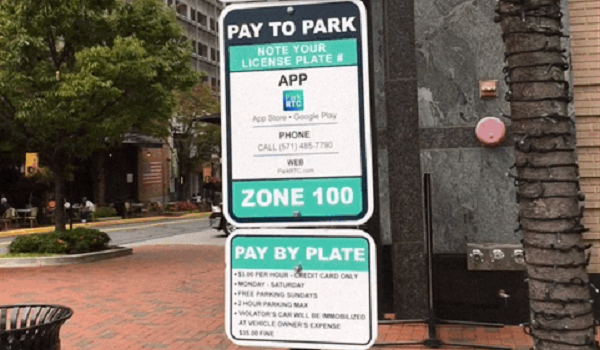 PAY TO PARK
NOTE YOUR
LICENSE PLATE #
APP
Park
RTC
App Store • Google Play
PHONE
CALL (571) 485-7790
WEB
ParkRTC.com
ZONE 100
PAY BY PLATE
• $3.00 PER HOUR - CREDIT CARD ONLY
• MONDAY - SATURDAY
• FREE PARKING SUNDAYS
• 2 HOUR PARKING MAX
• VIOLATOR'S CAR WILL BE IMMOBILIZED
AT VEHICLE OWNER'S EXPENSE
$35.00 FINE